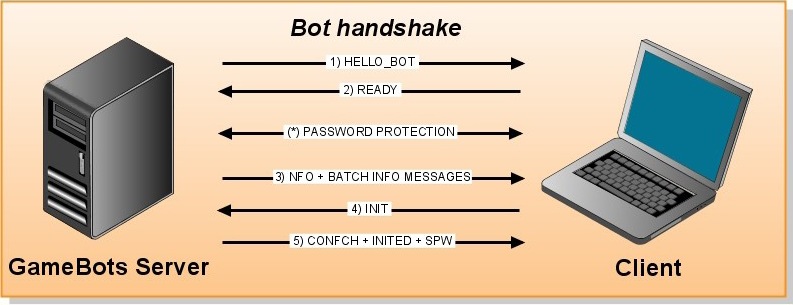 Bot handshake
1) HELLO_BOT
2) READY
(*) PASSWORD PROTECTION
3) NFO + BATCH INFO MESSAGES
4) INIT
5) CONFCH + INITED + SPW
GameBots Server
Client